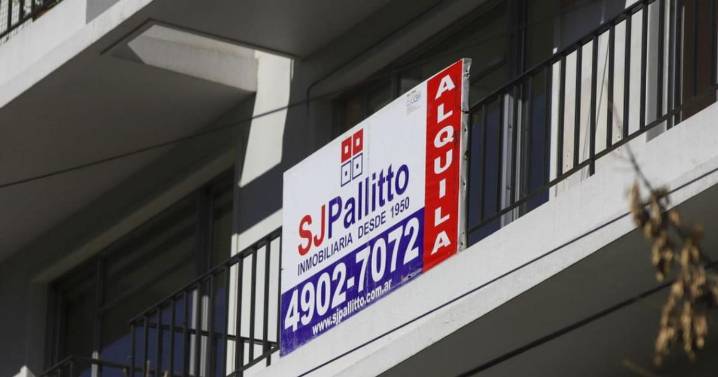 SJPallitto
INMOBILIARIA DESDE 1950
4902-7072
www.sjpallitto.com.ar
ALQUILA